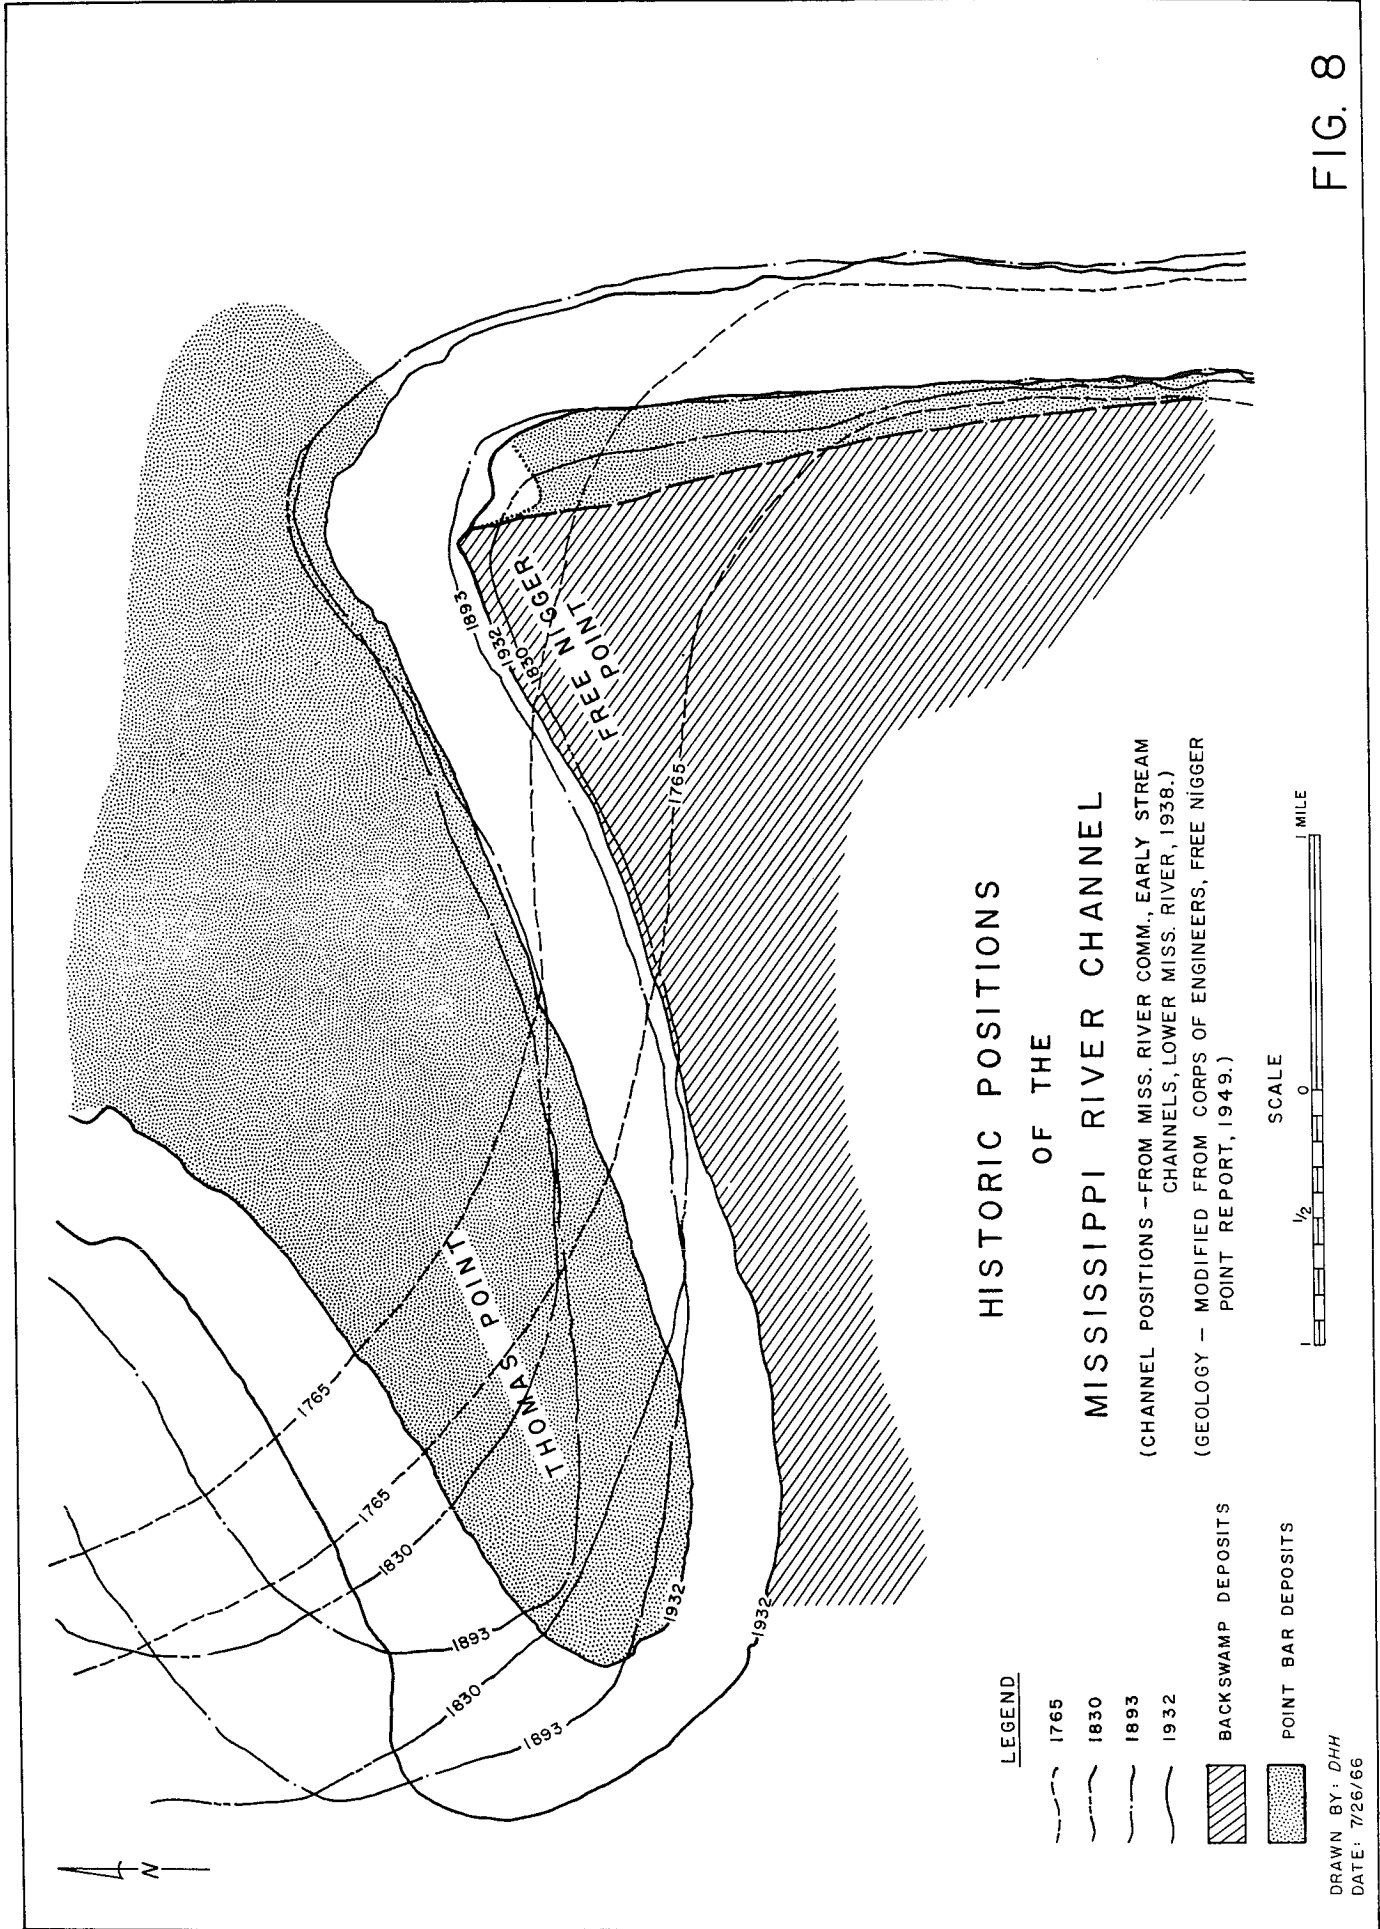 FIG. 8
N
1765
1765
1830
1893
1830
1893
1932
1932
THOMAS POINT
1765
1893
1932
1830
FREE NIGGER
POINT
HISTORIC POSITIONS
OF THE
MISSISSIPPI RIVER CHANNEL
(CHANNEL POSITIONS - FROM MISS. RIVER COMM., EARLY STREAM
CHANNELS, LOWER MISS. RIVER, 1938.)
(GEOLOGY - MODIFIED FROM CORPS OF ENGINEERS, FREE NIGGER
POINT REPORT, 1949.)
SCALE
1 1/2 0 1 MILE
LEGEND
1765
1830
1893
1932
BACKSWAMP DEPOSITS
POINT BAR DEPOSITS
DRAWN BY: DHH
DATE: 7/26/66